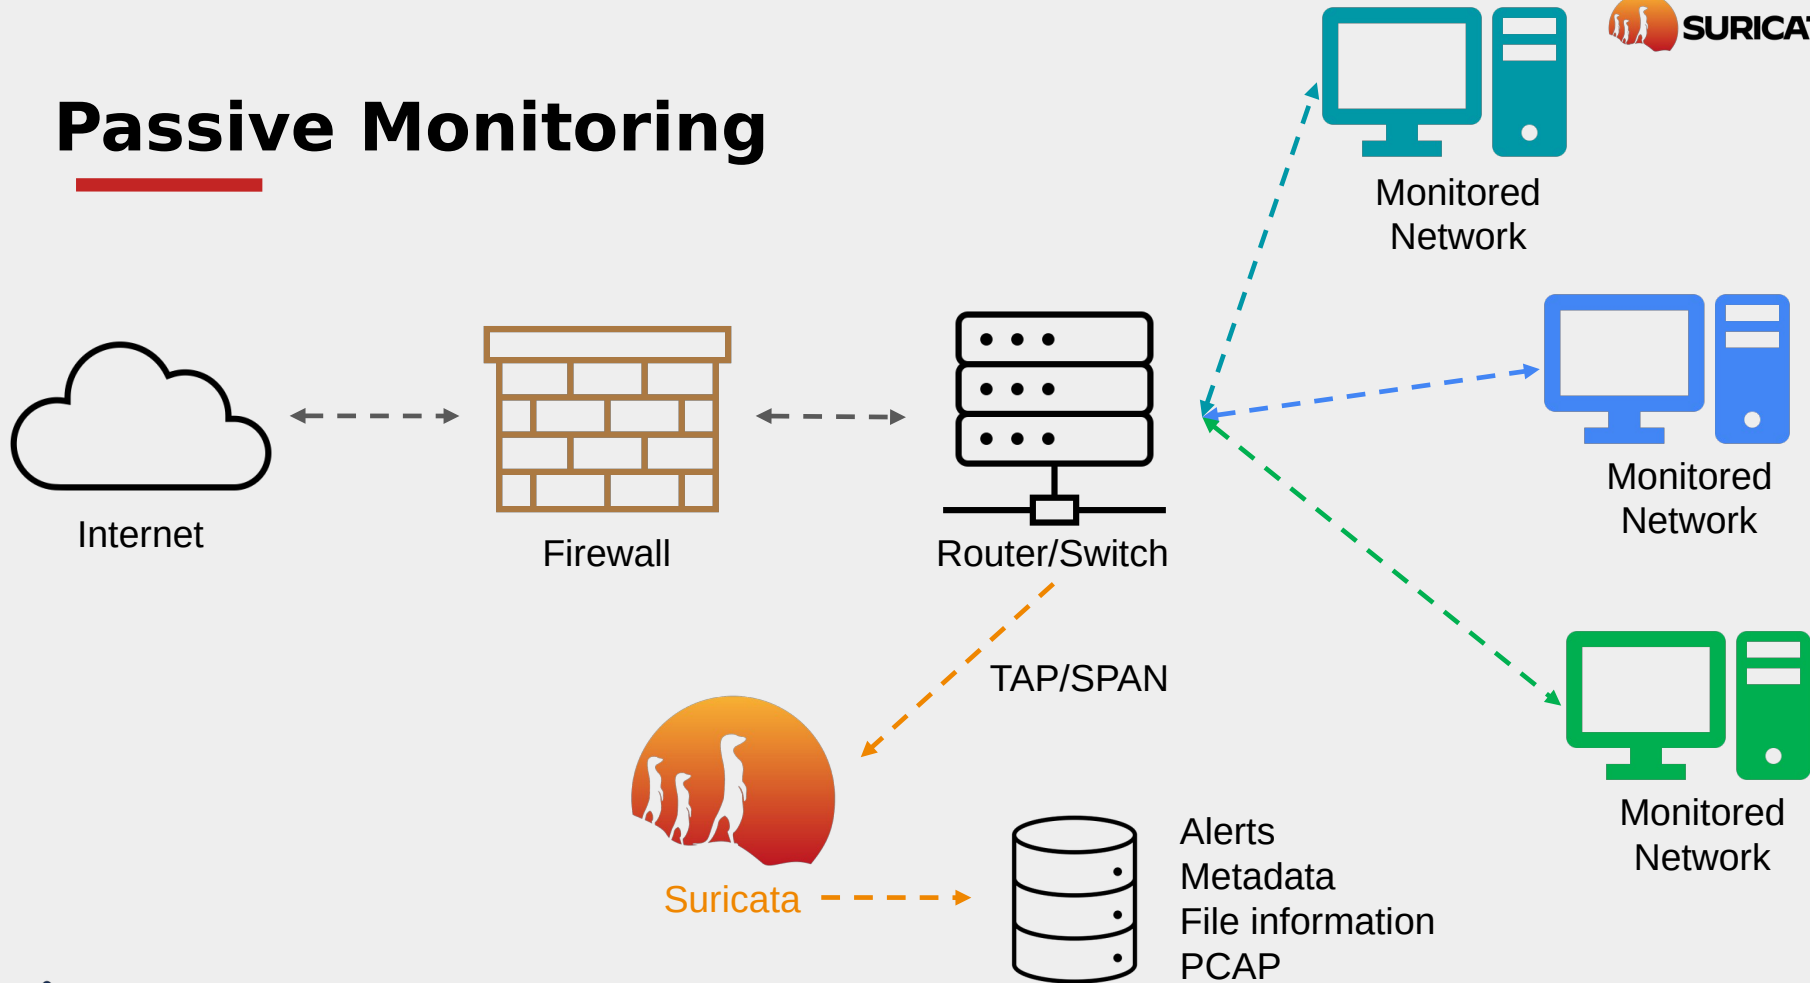 SURICAT
Passive Monitoring
Monitored
Network
Monitored
Network
Internet
Firewall
Router/Switch
TAP/SPAN
Monitored
Network
Suricata
Alerts
Metadata
File information
PCAP